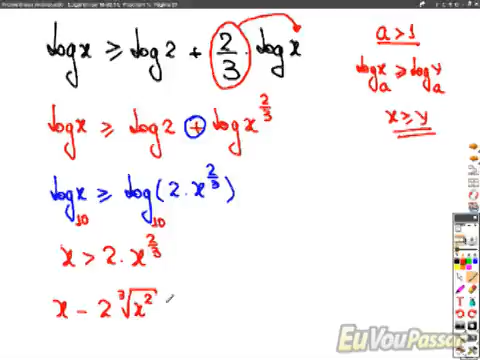 log x ≥ log 2 + 2/3 · log x
a > 1
log_a x ≥ log_a y
x ≥ y
log x ≥ log 2 + log x^(2/3)
log_10 x ≥ log_10 (2 · x^(2/3))
x > 2 · x^(2/3)
x - 2 ∛x²
EuVouPassar